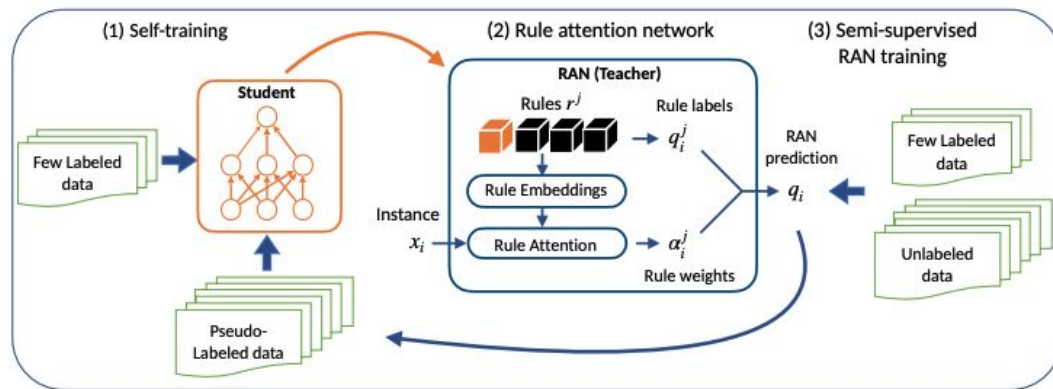 (1) Self-training
(2) Rule attention network
(3) Semi-supervised
RAN training
Student
Few Labeled
data
Pseudo-
Labeled data
RAN (Teacher)
Rules r^j
Rule labels
q_i^j
Rule Embeddings
Instance
x_i
Rule Attention
α_i^j
Rule weights
RAN
prediction
q_i
Few Labeled
data
Unlabeled
data